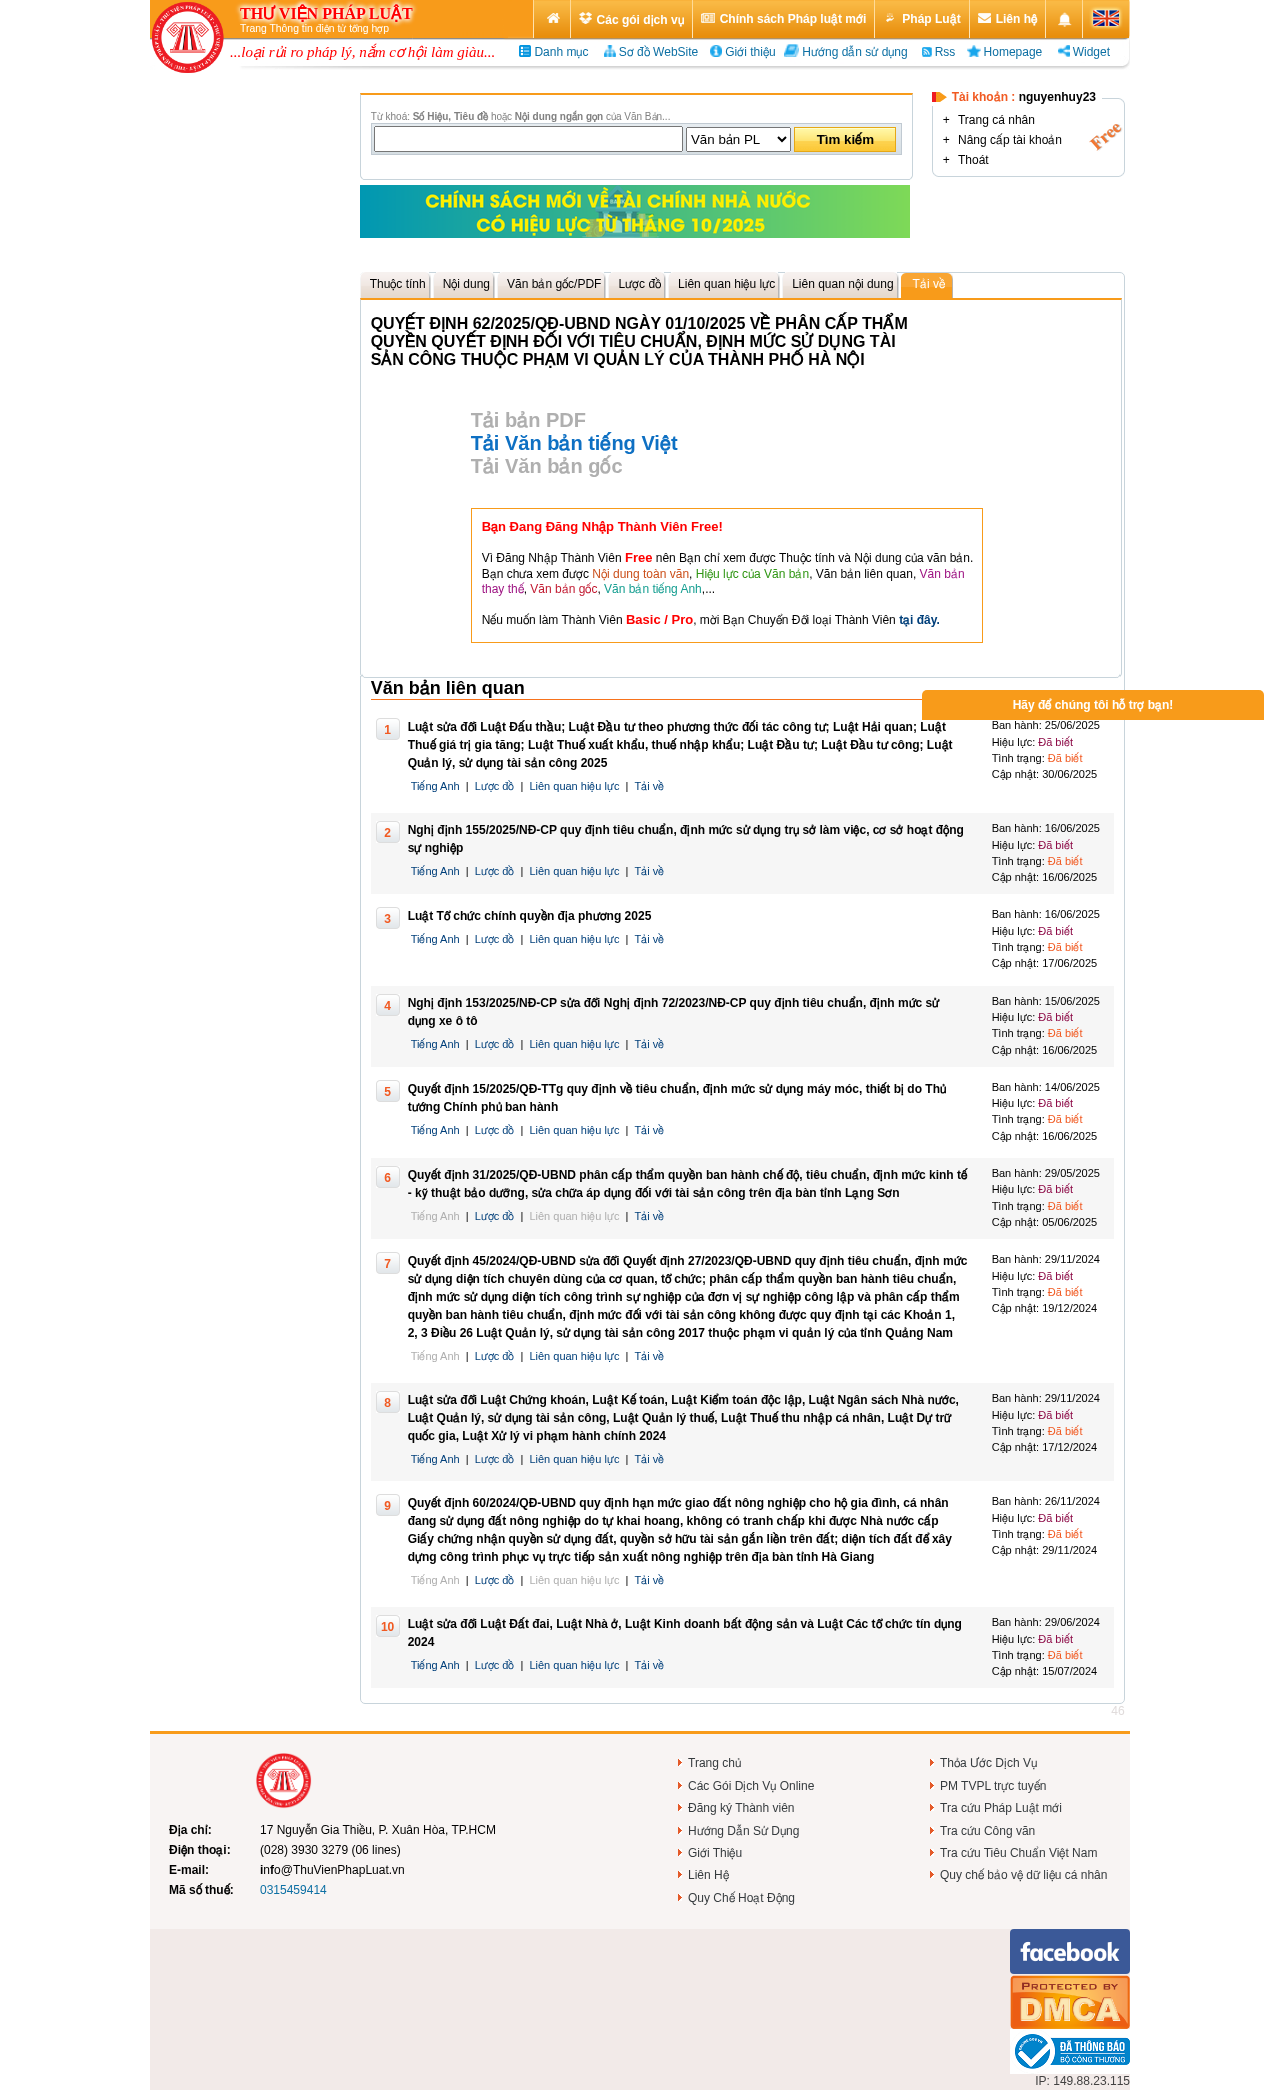 THƯ VIỆN PHÁP LUẬT
Trang Thông tin điện tử tổng hợp
Các gói dịch vụ
Chính sách Pháp luật mới
Pháp Luật
Liên hệ
...loại rủi ro pháp lý, nắm cơ hội làm giàu...
Danh mục
Sơ đồ WebSite
Giới thiệu
Hướng dẫn sử dụng
Rss
Homepage
Widget
Từ khoá: Số Hiệu, Tiêu đề hoặc Nội dung ngắn gọn của Văn Bản...
Văn bản PL
Tìm kiếm
Tài khoản : nguyenhuy23
+ Trang cá nhân
+ Nâng cấp tài khoản
+ Thoát
Free
CHÍNH SÁCH MỚI VỀ TÀI CHÍNH NHÀ NƯỚC
CÓ HIỆU LỰC TỪ THÁNG 10/2025
Thuộc tính
Nội dung
Văn bản gốc/PDF
Lược đồ
Liên quan hiệu lực
Liên quan nội dung
Tải về
QUYẾT ĐỊNH 62/2025/QĐ-UBND NGÀY 01/10/2025 VỀ PHÂN CẤP THẨM
QUYỀN QUYẾT ĐỊNH ĐỐI VỚI TIÊU CHUẨN, ĐỊNH MỨC SỬ DỤNG TÀI
SẢN CÔNG THUỘC PHẠM VI QUẢN LÝ CỦA THÀNH PHỐ HÀ NỘI
Tải bản PDF
Tải Văn bản tiếng Việt
Tải Văn bản gốc
Bạn Đang Đăng Nhập Thành Viên Free!
Vì Đăng Nhập Thành Viên Free nên Bạn chỉ xem được Thuộc tính và Nội dung của văn bản.
Bạn chưa xem được Nội dung toàn văn, Hiệu lực của Văn bản, Văn bản liên quan, Văn bản
thay thế, Văn bản gốc, Văn bản tiếng Anh,...
Nếu muốn làm Thành Viên Basic / Pro, mời Bạn Chuyển Đổi loại Thành Viên tại đây.
Văn bản liên quan
Hãy để chúng tôi hỗ trợ bạn!
1
Luật sửa đổi Luật Đấu thầu; Luật Đầu tư theo phương thức đối tác công tư; Luật Hải quan; Luật
Thuế giá trị gia tăng; Luật Thuế xuất khẩu, thuế nhập khẩu; Luật Đầu tư; Luật Đầu tư công; Luật
Quản lý, sử dụng tài sản công 2025
Tiếng Anh | Lược đồ | Liên quan hiệu lực | Tải về
Ban hành: 25/06/2025
Hiệu lực: Đã biết
Tình trạng: Đã biết
Cập nhật: 30/06/2025
2
Nghị định 155/2025/NĐ-CP quy định tiêu chuẩn, định mức sử dụng trụ sở làm việc, cơ sở hoạt động
sự nghiệp
Tiếng Anh | Lược đồ | Liên quan hiệu lực | Tải về
Ban hành: 16/06/2025
Hiệu lực: Đã biết
Tình trạng: Đã biết
Cập nhật: 16/06/2025
3
Luật Tổ chức chính quyền địa phương 2025
Tiếng Anh | Lược đồ | Liên quan hiệu lực | Tải về
Ban hành: 16/06/2025
Hiệu lực: Đã biết
Tình trạng: Đã biết
Cập nhật: 17/06/2025
4
Nghị định 153/2025/NĐ-CP sửa đổi Nghị định 72/2023/NĐ-CP quy định tiêu chuẩn, định mức sử
dụng xe ô tô
Tiếng Anh | Lược đồ | Liên quan hiệu lực | Tải về
Ban hành: 15/06/2025
Hiệu lực: Đã biết
Tình trạng: Đã biết
Cập nhật: 16/06/2025
5
Quyết định 15/2025/QĐ-TTg quy định về tiêu chuẩn, định mức sử dụng máy móc, thiết bị do Thủ
tướng Chính phủ ban hành
Tiếng Anh | Lược đồ | Liên quan hiệu lực | Tải về
Ban hành: 14/06/2025
Hiệu lực: Đã biết
Tình trạng: Đã biết
Cập nhật: 16/06/2025
6
Quyết định 31/2025/QĐ-UBND phân cấp thẩm quyền ban hành chế độ, tiêu chuẩn, định mức kinh tế
- kỹ thuật bảo dưỡng, sửa chữa áp dụng đối với tài sản công trên địa bàn tỉnh Lạng Sơn
Tiếng Anh | Lược đồ | Liên quan hiệu lực | Tải về
Ban hành: 29/05/2025
Hiệu lực: Đã biết
Tình trạng: Đã biết
Cập nhật: 05/06/2025
7
Quyết định 45/2024/QĐ-UBND sửa đổi Quyết định 27/2023/QĐ-UBND quy định tiêu chuẩn, định mức
sử dụng diện tích chuyên dùng của cơ quan, tổ chức; phân cấp thẩm quyền ban hành tiêu chuẩn,
định mức sử dụng diện tích công trình sự nghiệp của đơn vị sự nghiệp công lập và phân cấp thẩm
quyền ban hành tiêu chuẩn, định mức đối với tài sản công không được quy định tại các Khoản 1,
2, 3 Điều 26 Luật Quản lý, sử dụng tài sản công 2017 thuộc phạm vi quản lý của tỉnh Quảng Nam
Tiếng Anh | Lược đồ | Liên quan hiệu lực | Tải về
Ban hành: 29/11/2024
Hiệu lực: Đã biết
Tình trạng: Đã biết
Cập nhật: 19/12/2024
8
Luật sửa đổi Luật Chứng khoán, Luật Kế toán, Luật Kiểm toán độc lập, Luật Ngân sách Nhà nước,
Luật Quản lý, sử dụng tài sản công, Luật Quản lý thuế, Luật Thuế thu nhập cá nhân, Luật Dự trữ
quốc gia, Luật Xử lý vi phạm hành chính 2024
Tiếng Anh | Lược đồ | Liên quan hiệu lực | Tải về
Ban hành: 29/11/2024
Hiệu lực: Đã biết
Tình trạng: Đã biết
Cập nhật: 17/12/2024
9
Quyết định 60/2024/QĐ-UBND quy định hạn mức giao đất nông nghiệp cho hộ gia đình, cá nhân
đang sử dụng đất nông nghiệp do tự khai hoang, không có tranh chấp khi được Nhà nước cấp
Giấy chứng nhận quyền sử dụng đất, quyền sở hữu tài sản gắn liền trên đất; diện tích đất để xây
dựng công trình phục vụ trực tiếp sản xuất nông nghiệp trên địa bàn tỉnh Hà Giang
Tiếng Anh | Lược đồ | Liên quan hiệu lực | Tải về
Ban hành: 26/11/2024
Hiệu lực: Đã biết
Tình trạng: Đã biết
Cập nhật: 29/11/2024
10
Luật sửa đổi Luật Đất đai, Luật Nhà ở, Luật Kinh doanh bất động sản và Luật Các tổ chức tín dụng
2024
Tiếng Anh | Lược đồ | Liên quan hiệu lực | Tải về
Ban hành: 29/06/2024
Hiệu lực: Đã biết
Tình trạng: Đã biết
Cập nhật: 15/07/2024
46
Địa chỉ: 17 Nguyễn Gia Thiều, P. Xuân Hòa, TP.HCM
Điện thoại: (028) 3930 3279 (06 lines)
E-mail: info@ThuVienPhapLuat.vn
Mã số thuế: 0315459414
Trang chủ
Các Gói Dịch Vụ Online
Đăng ký Thành viên
Hướng Dẫn Sử Dụng
Giới Thiệu
Liên Hệ
Quy Chế Hoạt Động
Thỏa Ước Dịch Vụ
PM TVPL trực tuyến
Tra cứu Pháp Luật mới
Tra cứu Công văn
Tra cứu Tiêu Chuẩn Việt Nam
Quy chế bảo vệ dữ liệu cá nhân
facebook
PROTECTED BY
DMCA
ĐÃ THÔNG BÁO
BỘ CÔNG THƯƠNG
IP: 149.88.23.115